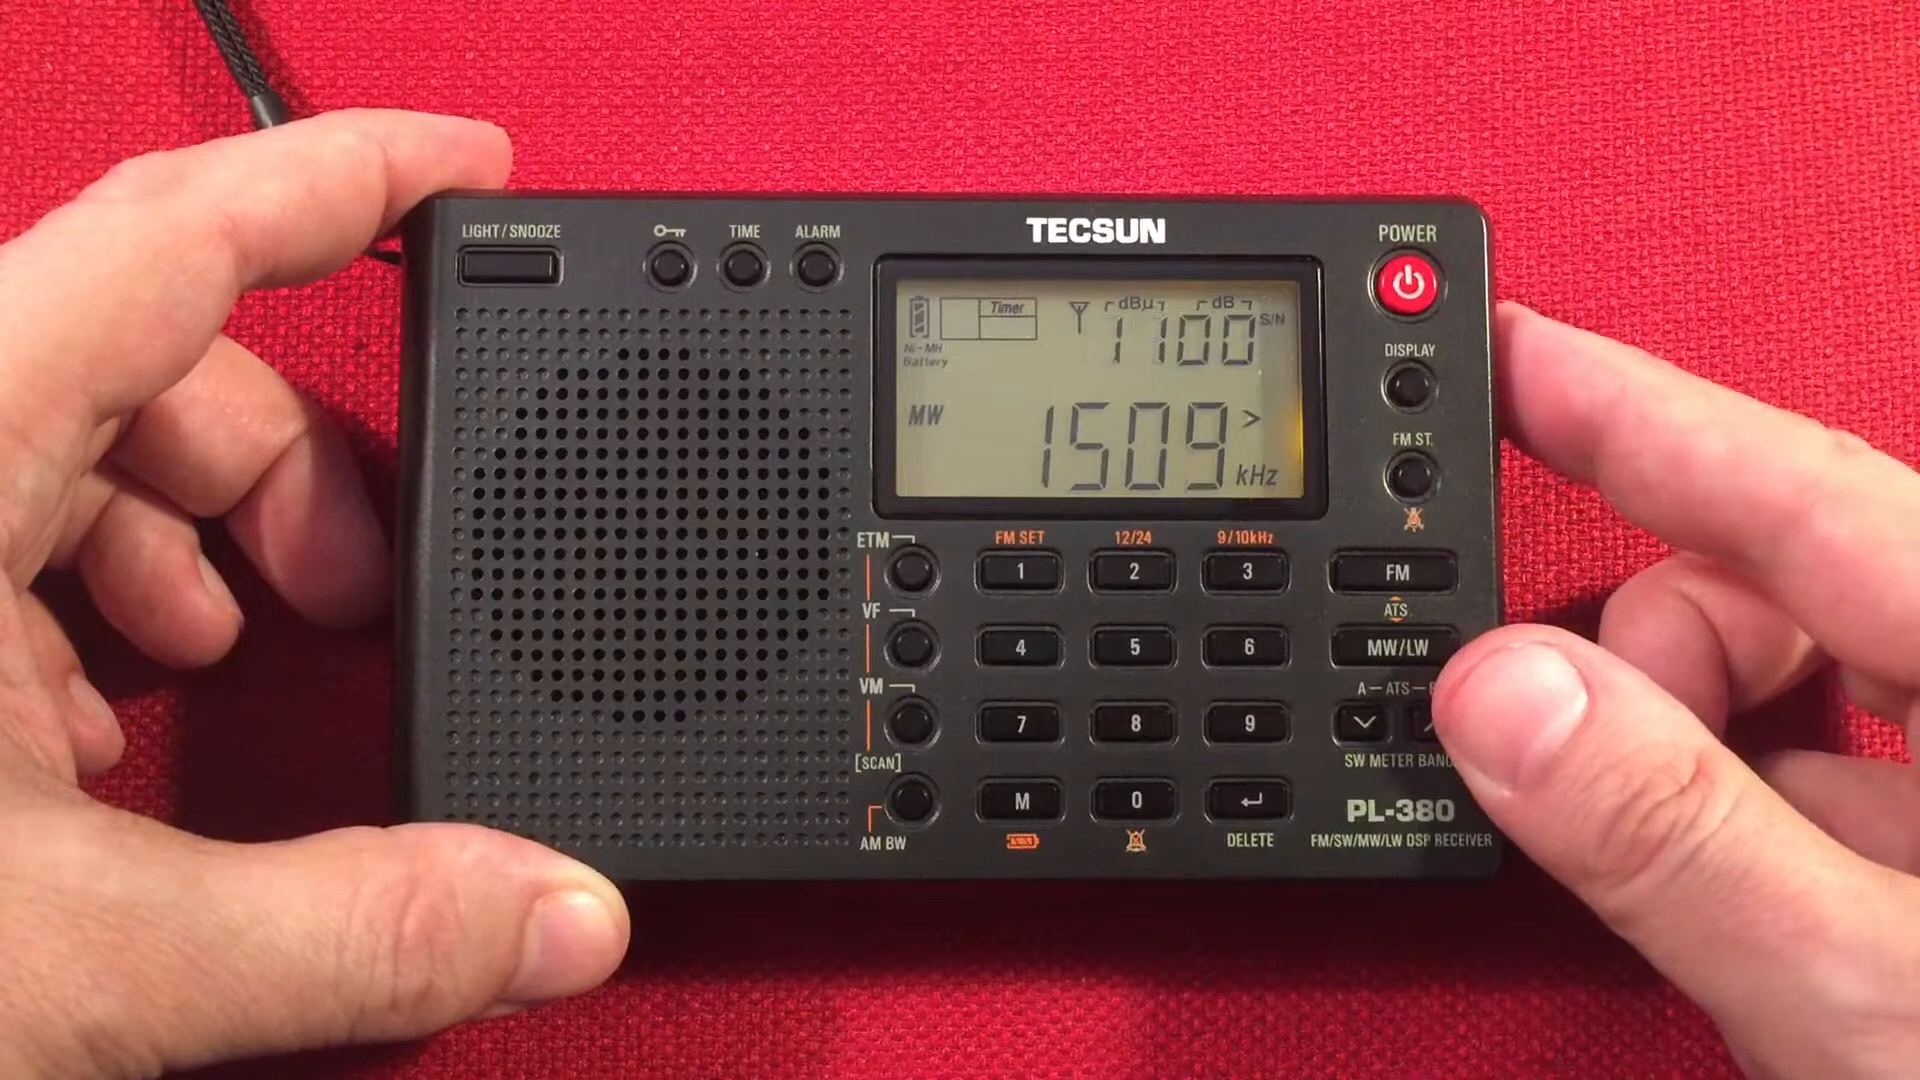 TECSUN
POWER
LIGHT/SNOOZE
TIME
ALARM
Timer
dBµ
dB
S/N
1100
Ni-MH
Battery
MW
1509 >
kHz
DISPLAY
FM ST.
ETM
FM SET
12/24
9/10kHz
1
2
3
FM
VF
ATS
4
5
6
MW/LW
VM
A-ATS-
7
8
9
[SCAN]
SW METER BAND
M
0
PL-380
AM BW
DELETE
FM/SW/MW/LW DSP RECEIVER